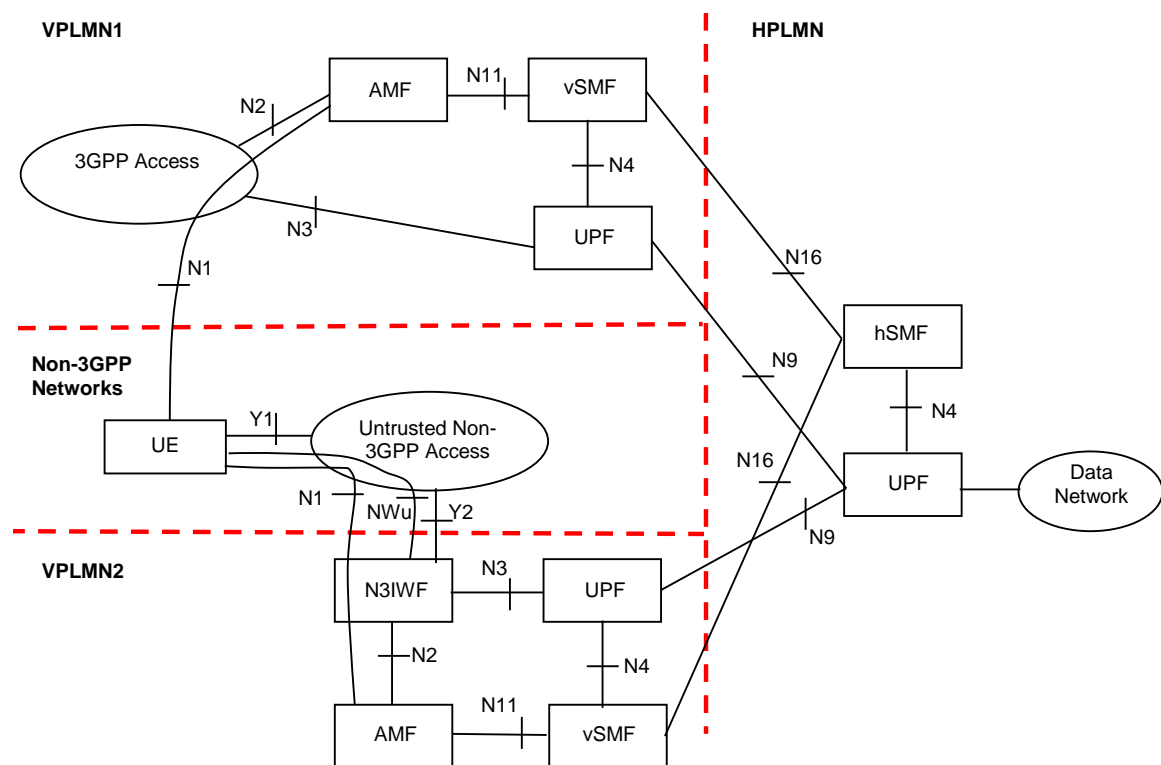 VPLMN1
HPLMN
AMF
N11
vSMF
N2
3GPP Access
N4
N3
UPF
N1
N16
hSMF
N9
N4
Non-3GPP
Networks
UE
Y1
Untrusted Non-
3GPP Access
N1
NWu
Y2
N16
UPF
Data
Network
N9
VPLMN2
N3IWF
N3
UPF
N2
N4
AMF
N11
vSMF